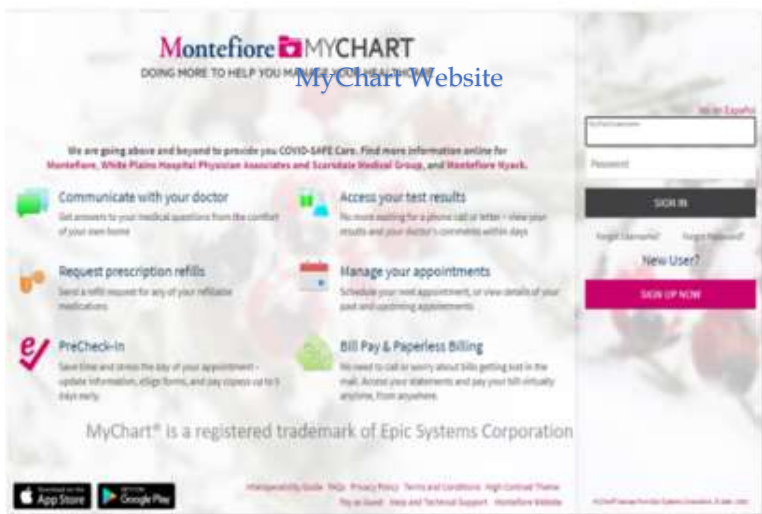 Montefiore MYCHART
DOING MORE TO HELP YOU MANAGE YOUR HEALTHCARE
MyChart Website
Ver en Español
We are going above and beyond to provide you COVID-SAFE Care. Find more information online for
Montefiore, White Plains Hospital Physician Associates and Scarsdale Medical Group, and Montefiore Nyack.
Communicate with your doctor
Get answers to your medical questions from the comfort
of your own home
Access your test results
No more waiting for a phone call or letter – view your
results and your doctor's comments within days
Request prescription refills
Send a refill request for any of your refillable
medications
Manage your appointments
Schedule your next appointment, or view details of your
past and upcoming appointments
PreCheck-In
Save time and stress the day of your appointment –
update information, eSign forms, and pay copays up to
days early.
Bill Pay & Paperless Billing
No need to call or worry about bills getting lost in the
mail. Access your statements and pay your bill virtually
anytime, from anywhere.
MyChart® is a registered trademark of Epic Systems Corporation
Password
SIGN IN
Forgot Username? Forgot Password?
New User?
SIGN UP NOW
App Store
GET IT ON
Google Play
Interoperability Guide FAQs Privacy Policy Terms and Conditions High Contrast Theme
Pay as Guest Help and Technical Support Montefiore Website